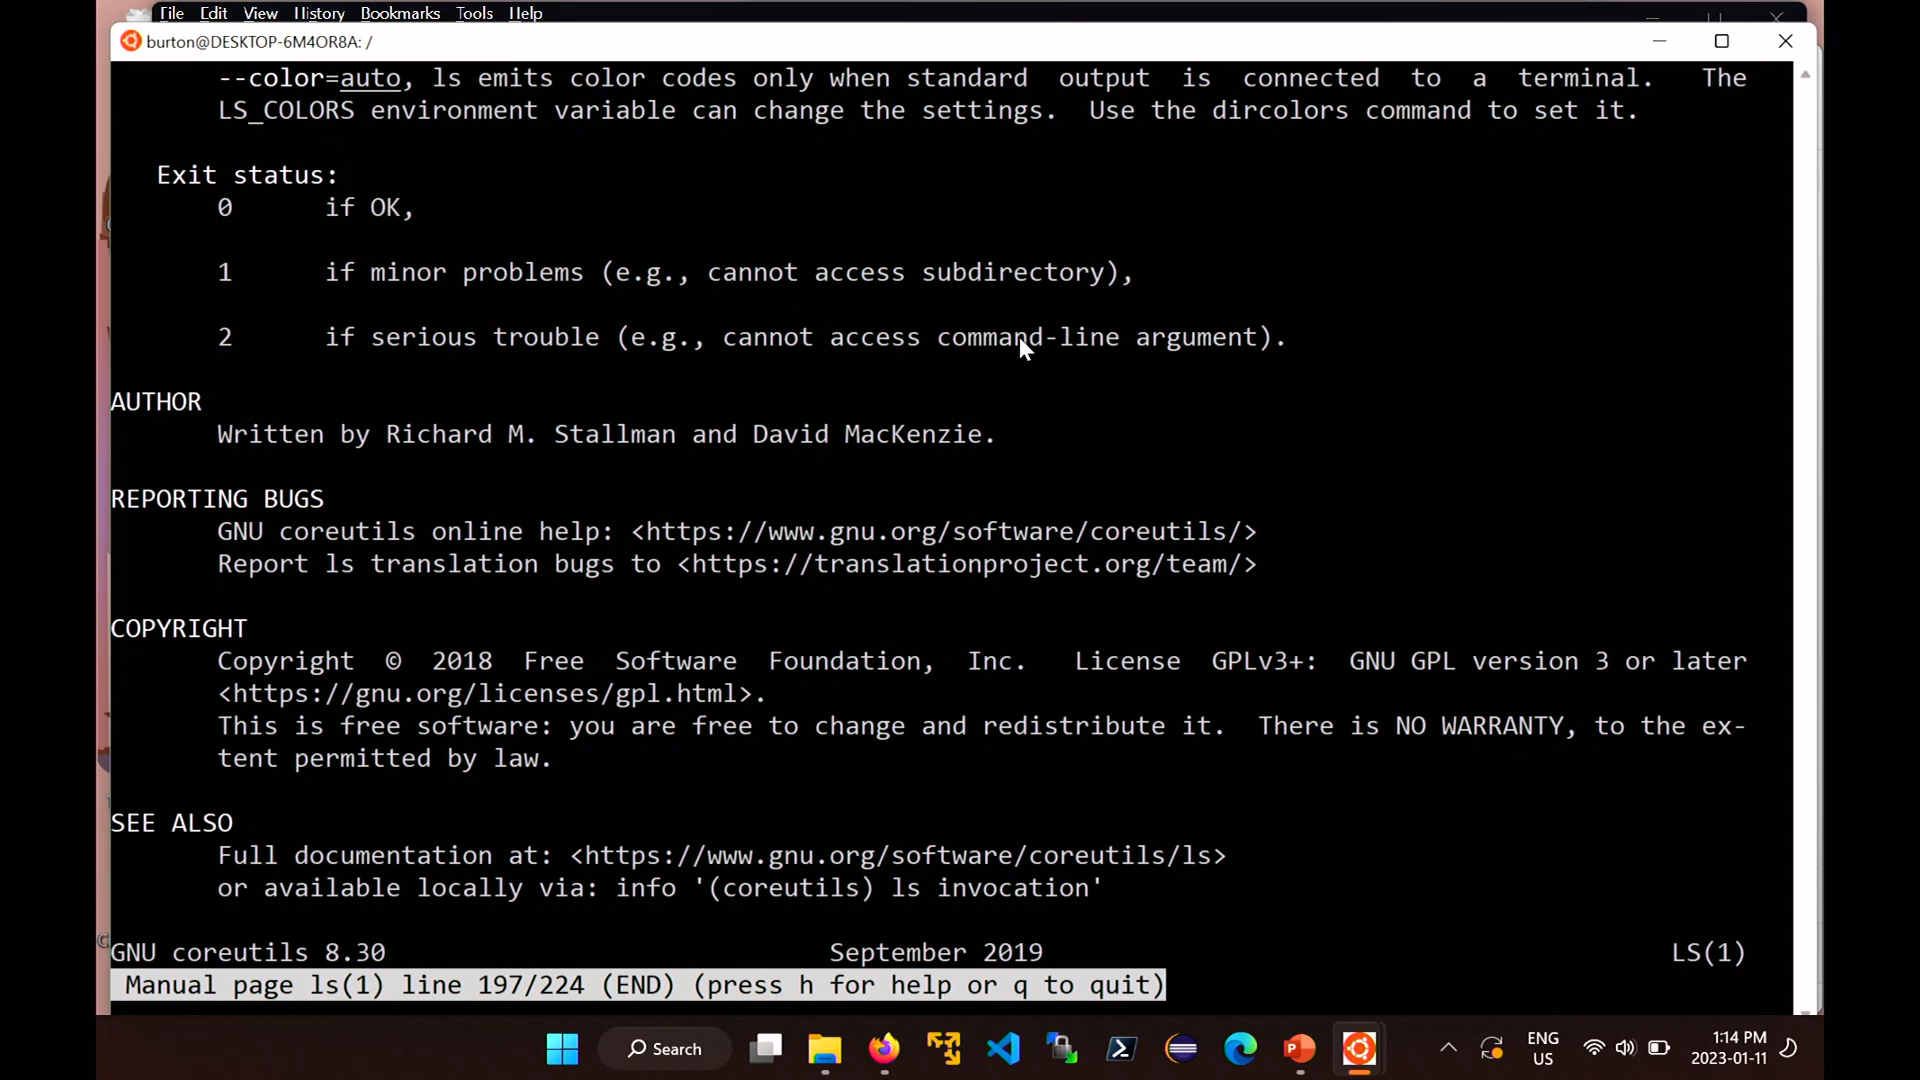 File Edit View History Bookmarks Tools Help
burton@DESKTOP-6M4OR8A: /
--color=auto, ls emits color codes only when standard output is connected to a terminal. The
LS_COLORS environment variable can change the settings. Use the dircolors command to set it.
Exit status:
0 if OK,
1 if minor problems (e.g., cannot access subdirectory),
2 if serious trouble (e.g., cannot access command-line argument).
AUTHOR
Written by Richard M. Stallman and David MacKenzie.
REPORTING BUGS
GNU coreutils online help: <https://www.gnu.org/software/coreutils/>
Report ls translation bugs to <https://translationproject.org/team/>
COPYRIGHT
Copyright © 2018 Free Software Foundation, Inc. License GPLv3+: GNU GPL version 3 or later
<https://gnu.org/licenses/gpl.html>.
This is free software: you are free to change and redistribute it. There is NO WARRANTY, to the ex-
tent permitted by law.
SEE ALSO
Full documentation at: <https://www.gnu.org/software/coreutils/ls>
or available locally via: info '(coreutils) ls invocation'
GNU coreutils 8.30 September 2019 LS(1)
Manual page ls(1) line 197/224 (END) (press h for help or q to quit)
Search
ENG
US
1:14 PM
2023-01-11